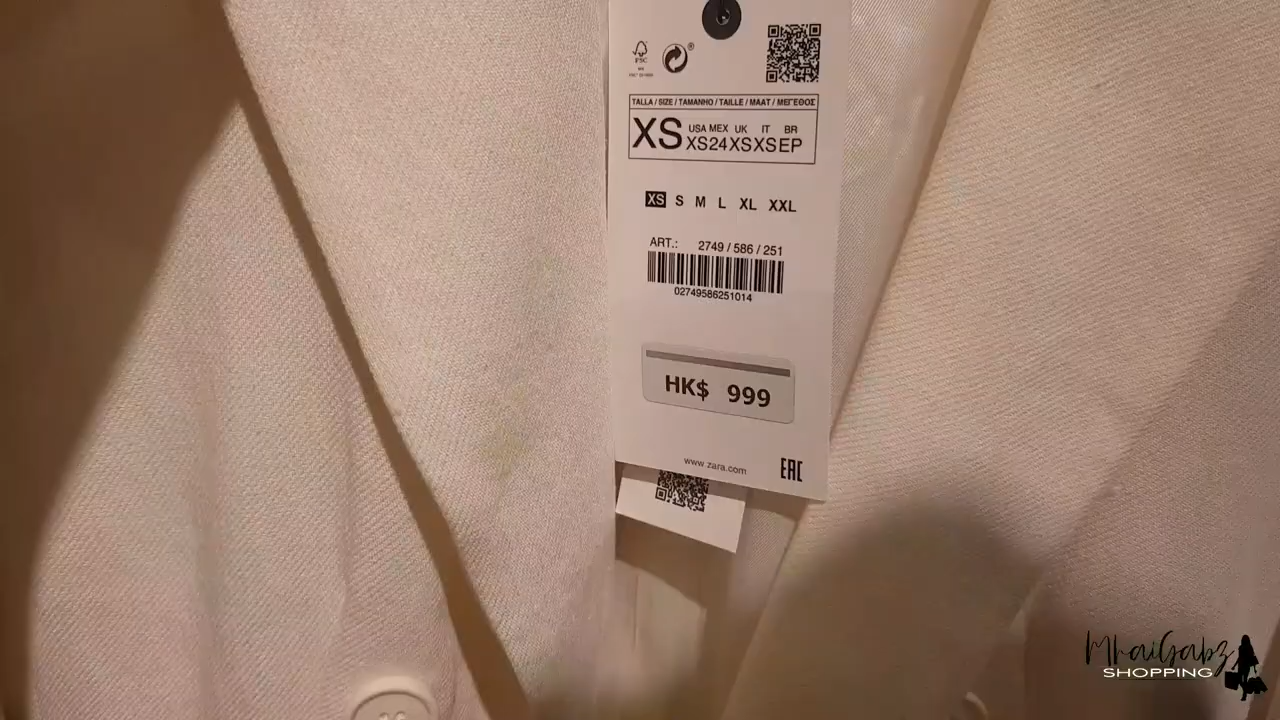 FSC
TALLA / SIZE / TAMANHO / TAILLE / MAAT / ΜΕΓΕΘΟΣ
XS
USA MEX UK IT BR
XS 24 XS XS EP
XS S M L XL XXL
ART.: 2749 / 586 / 251
02749586251014
HK$ 999
www.zara.com
EAC
MhaiGabz
SHOPPING